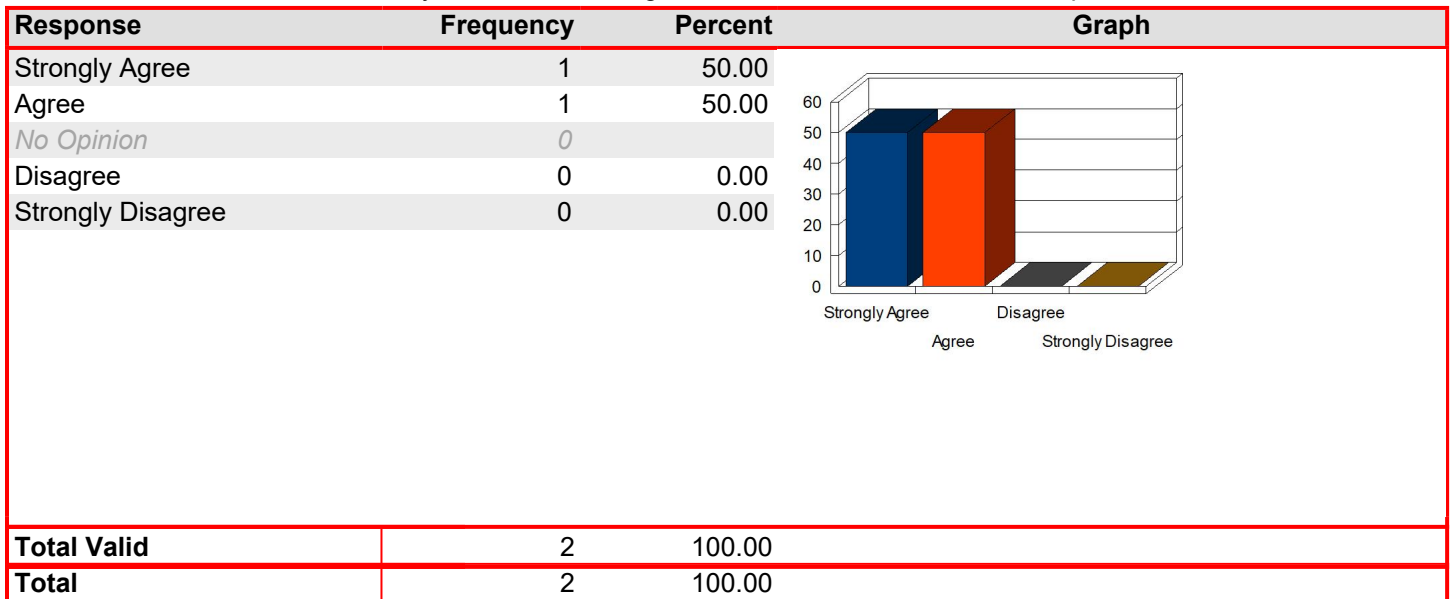 Response Frequency Percent Graph
Strongly Agree 1 50.00
Agree 1 50.00
No Opinion 0
Disagree 0 0.00
Strongly Disagree 0 0.00
60
50
40
30
20
10
0
Strongly Agree Disagree
Agree Strongly Disagree
Total Valid 2 100.00
Total 2 100.00